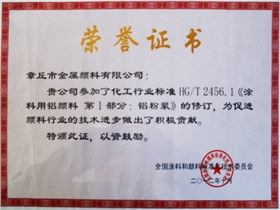 荣誉证书
章丘市金属颜料有限公司：
贵公司参加了化工行业标准 HG/T 2456.1《涂
料用铝颜料 第1部分：铝粉浆》的修订，为促进
颜料行业的技术进步做出了积极贡献。
特颁此证，以资鼓励。
全国涂料和颜料标准化技术委员会